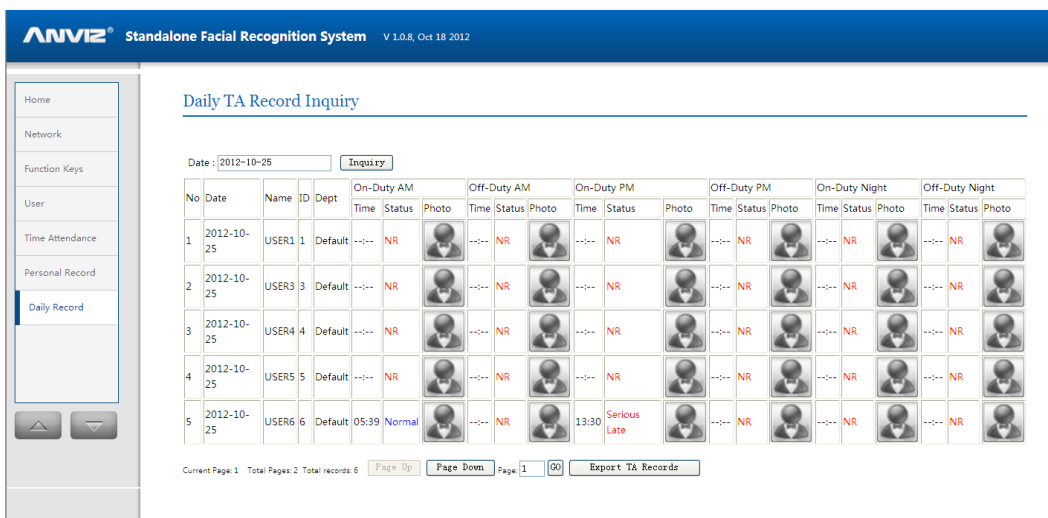 ANVIZ® Standalone Facial Recognition System V 1.0.8, Oct 18 2012
Home
Network
Function Keys
User
Time Attendance
Personal Record
Daily Record
Daily TA Record Inquiry
Date : 2012-10-25 Inquiry
No Date Name ID Dept On-Duty AM Off-Duty AM On-Duty PM Off-Duty PM On-Duty Night Off-Duty Night
Time Status Photo Time Status Photo Time Status Photo Time Status Photo Time Status Photo Time Status Photo
1 2012-10-25 USER1 1 Default --:-- NR --:-- NR --:-- NR --:-- NR --:-- NR --:-- NR
2 2012-10-25 USER3 3 Default --:-- NR --:-- NR --:-- NR --:-- NR --:-- NR --:-- NR
3 2012-10-25 USER4 4 Default --:-- NR --:-- NR --:-- NR --:-- NR --:-- NR --:-- NR
4 2012-10-25 USER5 5 Default --:-- NR --:-- NR --:-- NR --:-- NR --:-- NR --:-- NR
5 2012-10-25 USER6 6 Default 05:39 Normal --:-- NR 13:30 Serious Late --:-- NR --:-- NR --:-- NR
Current Page: 1 Total Pages: 2 Total records: 6 Page Up Page Down Page: 1 GO Export TA Records